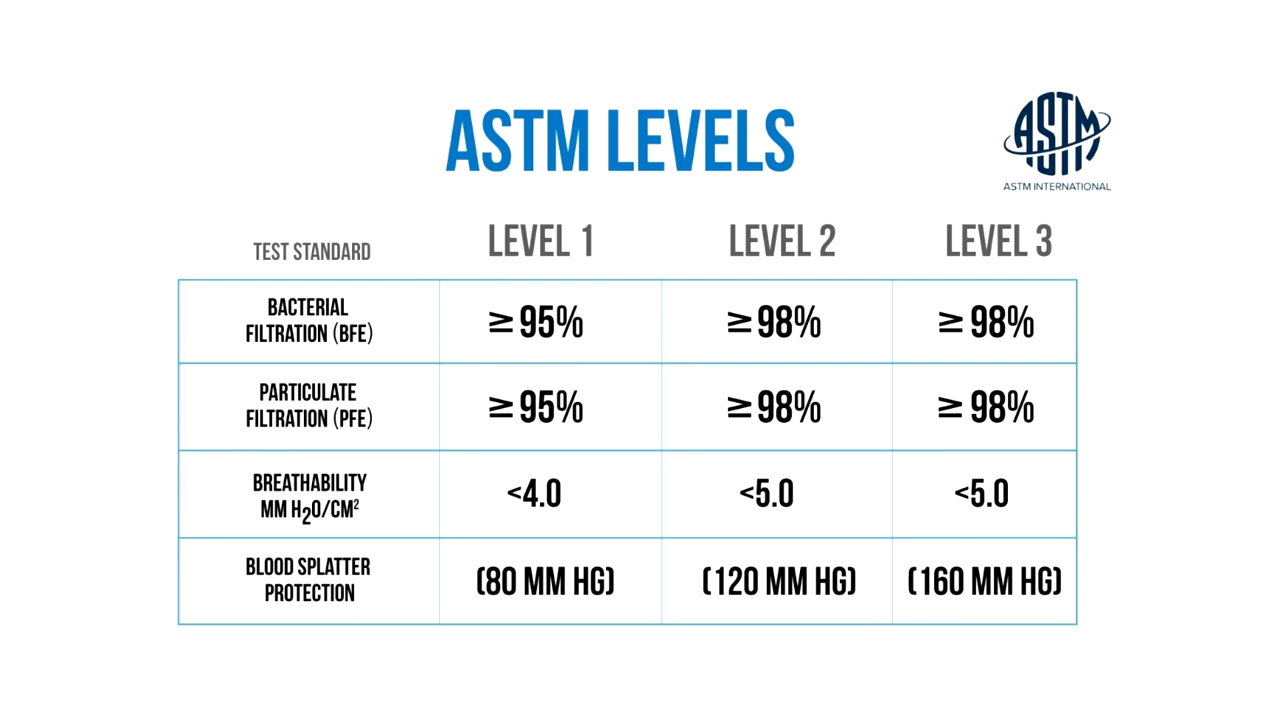 ASTM LEVELS
ASTM
ASTM INTERNATIONAL
TEST STANDARD LEVEL 1 LEVEL 2 LEVEL 3
BACTERIAL
FILTRATION (BFE) ≥ 95% ≥ 98% ≥ 98%
PARTICULATE
FILTRATION (PFE) ≥ 95% ≥ 98% ≥ 98%
BREATHABILITY
MM H₂O/CM² <4.0 <5.0 <5.0
BLOOD SPLATTER
PROTECTION (80 MM HG) (120 MM HG) (160 MM HG)